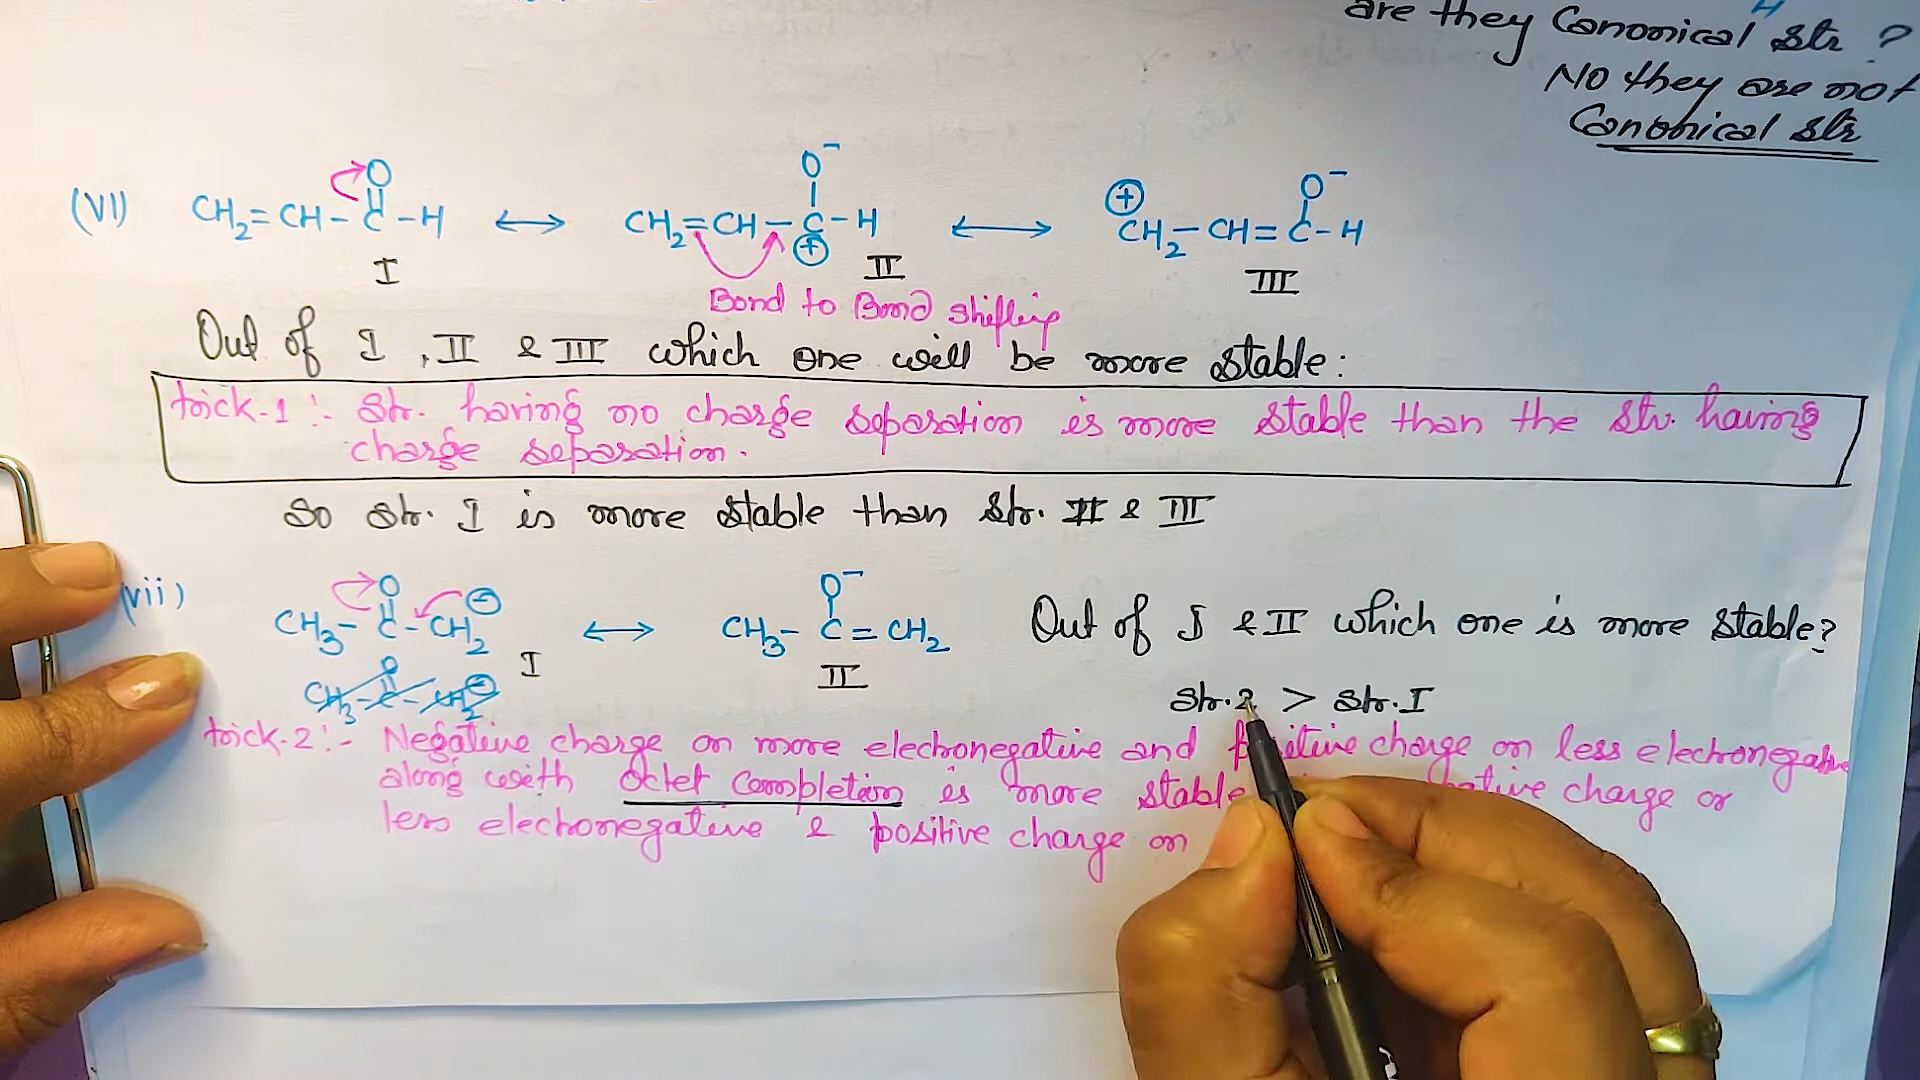 H
are they Canonical Str ?
No they are not
Canonical Str
(VI) CH2=CH-C-H ↔ CH2=CH-C-H ↔ CH2-CH=C-H
O O- ⊕ O-
⊕
I II III
Bond to Bond Shifting
Out of I, II & III which one will be more stable:
trick-1:- Str. having no charge separation is more stable than the Str. having
charge separation.
So Str. I is more stable than Str. II & III
(vii) O ⊖ O-
CH3-C-CH2 ↔ CH3-C=CH2 Out of I & II which one is more stable?
I II
CH3-C-CH2
O ⊖
Str.2 > Str.I
trick-2:- Negative charge on more electronegative and positive charge on less electronegative
along with Octet Completion is more stable charge or
less electronegative & positive charge on